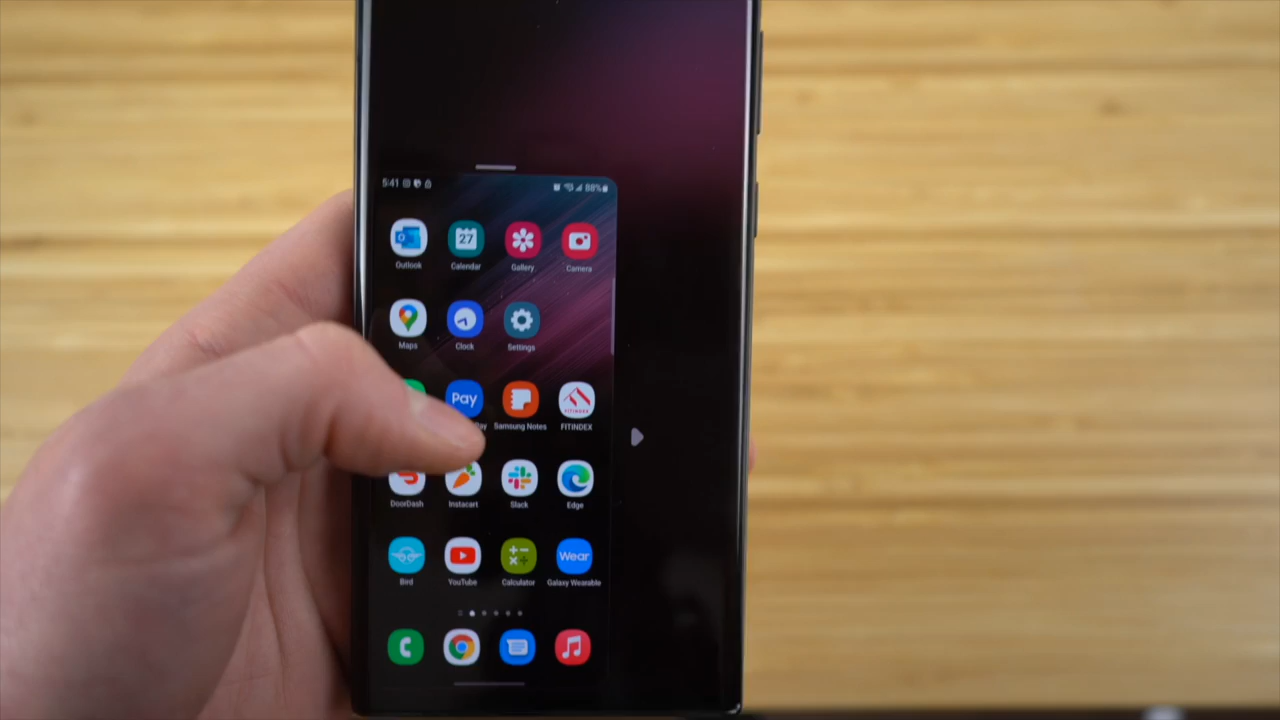 5:41 88%
27
Outlook Calendar Gallery Camera
Maps Clock Settings
Pay
Samsung Notes FITINDEX
DoorDash Instacart Slack Edge
Wear
Bird YouTube Calculator Galaxy Wearable